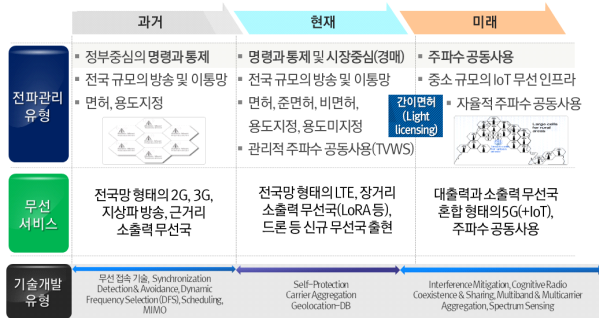 과거
현재
미래
전파관리
유형
▪ 정부중심의 명령과 통제
▪ 전국 규모의 방송 및 이통망
▪ 면허, 용도지정
▪ 명령과 통제 및 시장중심(경매)
▪ 전국 규모의 방송 및 이통망
▪ 면허, 준면허, 비면허,
용도지정, 용도미지정
▪ 관리적 주파수 공동사용(TVWS)
간이면허
(Light
licensing)
▪ 주파수 공동사용
▪ 중소 규모의 IoT 무선 인프라
▪ 자율적 주파수 공동사용
Large cells
for rural
areas
무선
서비스
전국망 형태의 2G, 3G,
지상파 방송, 근거리
소출력 무선국
전국망 형태의 LTE, 장거리
소출력 무선국(LoRA 등),
드론 등 신규 무선국 출현
대출력과 소출력 무선국
혼합 형태의 5G(+IoT),
주파수 공동사용
기술개발
유형
무선 접속 기술, Synchronization
Detection & Avoidance, Dynamic
Frequency Selection (DFS), Scheduling,
MIMO
Self-Protection
Carrier Aggregation
Geolocation-DB
Interference Mitigation, Cognitive Radio
Coexistence & Sharing, Multiband & Multicarrier
Aggregation, Spectrum Sensing